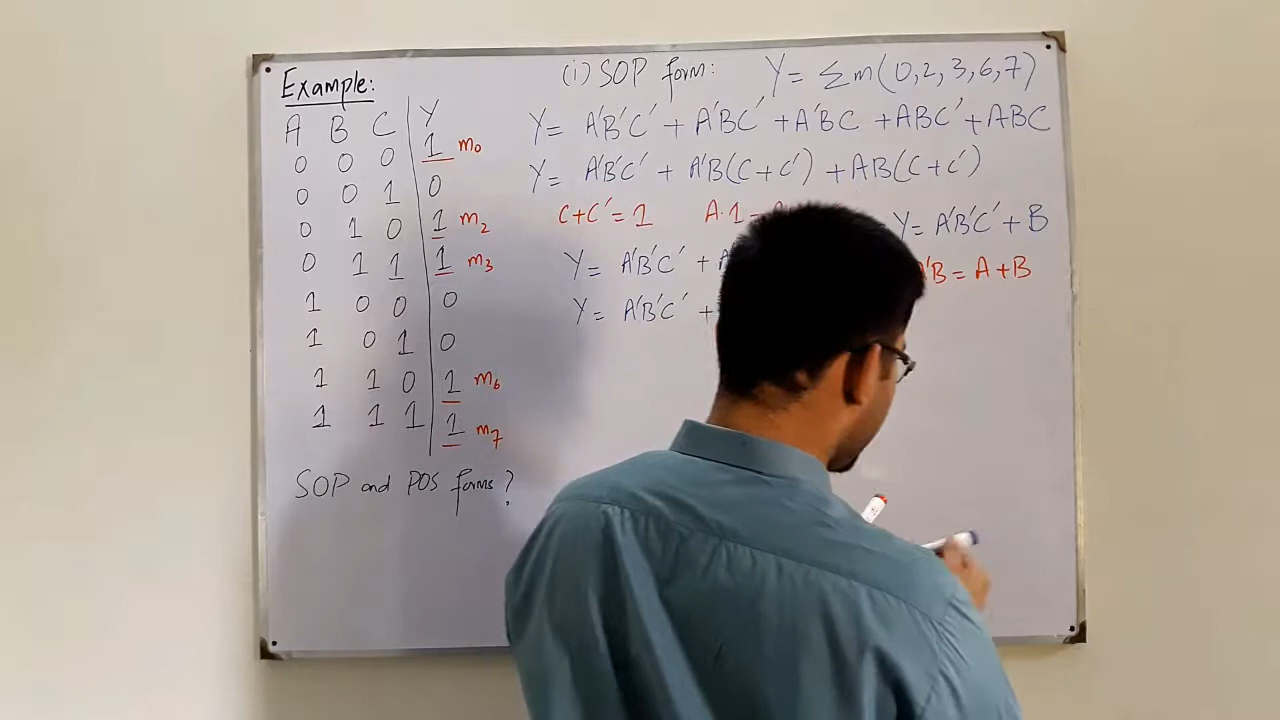 Example:
A B C Y
0 0 0 1 m0
0 0 1 0
0 1 0 1 m2
0 1 1 1 m3
1 0 0 0
1 0 1 0
1 1 0 1 m6
1 1 1 1 m7
SOP and POS forms?
(i) SOP form: Y= Σm(0,2,3,6,7)
Y= A'B'C' + A'BC' + A'BC + ABC' + ABC
Y= A'B'C' + A'B(C+C') + AB(C+C')
C+C'=1 A·1=
Y= A'B'C' + B
Y= A'B'C' +
'B = A+B
Y= A'B'C' +